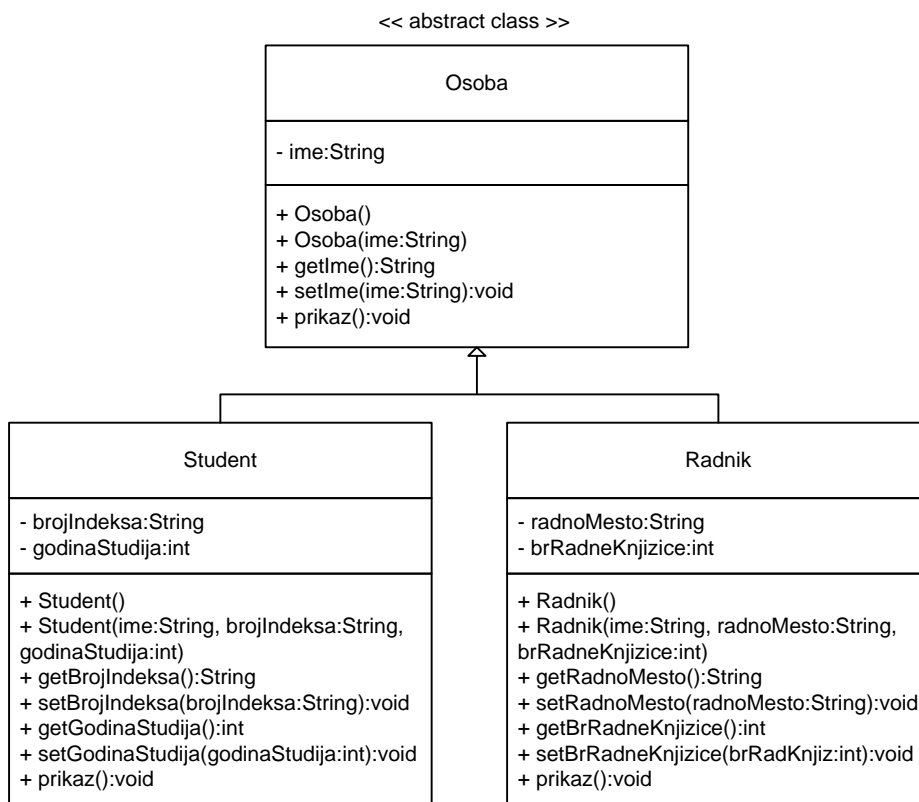 << abstract class >>
Osoba
- ime:String
+ Osoba()
+ Osoba(ime:String)
+ getIme():String
+ setIme(ime:String):void
+ prikaz():void
Student
- brojIndeksa:String
- godinaStudija:int
+ Student()
+ Student(ime:String, brojIndeksa:String,
godinaStudija:int)
+ getBrojIndeksa():String
+ setBrojIndeksa(brojIndeksa:String):void
+ getGodinaStudija():int
+ setGodinaStudija(godinaStudija:int):void
+ prikaz():void
Radnik
- radnoMesto:String
- brRadneKnjizice:int
+ Radnik()
+ Radnik(ime:String, radnoMesto:String,
brRadneKnjizice:int)
+ getRadnoMesto():String
+ setRadnoMesto(radnoMesto:String):void
+ getBrRadneKnjizice():int
+ setBrRadneKnjizice(brRadKnjiz:int):void
+ prikaz():void